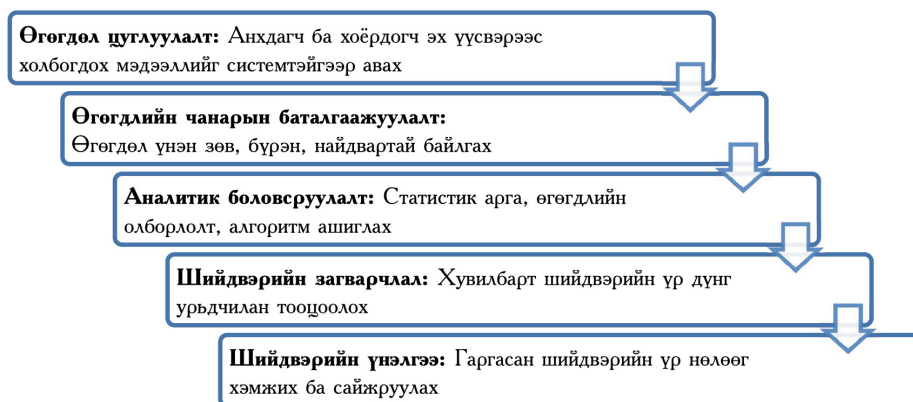 Өгөгдөл цуглуулалт: Анхдагч ба хоёрдогч эх үүсвэрээс
холбогдох мэдээллийг системтэйгээр авах
Өгөгдлийн чанарын баталгаажуулалт:
Өгөгдөл үнэн зөв, бүрэн, найдвартай байлгах
Аналитик боловсруулалт: Статистик арга, өгөгдлийн
олборлолт, алгоритм ашиглах
Шийдвэрийн загварчлал: Хувилбарт шийдвэрийн үр дүнг
урьдчилан тооцоолох
Шийдвэрийн үнэлгээ: Гаргасан шийдвэрийн үр нөлөөг
хэмжих ба сайжруулах